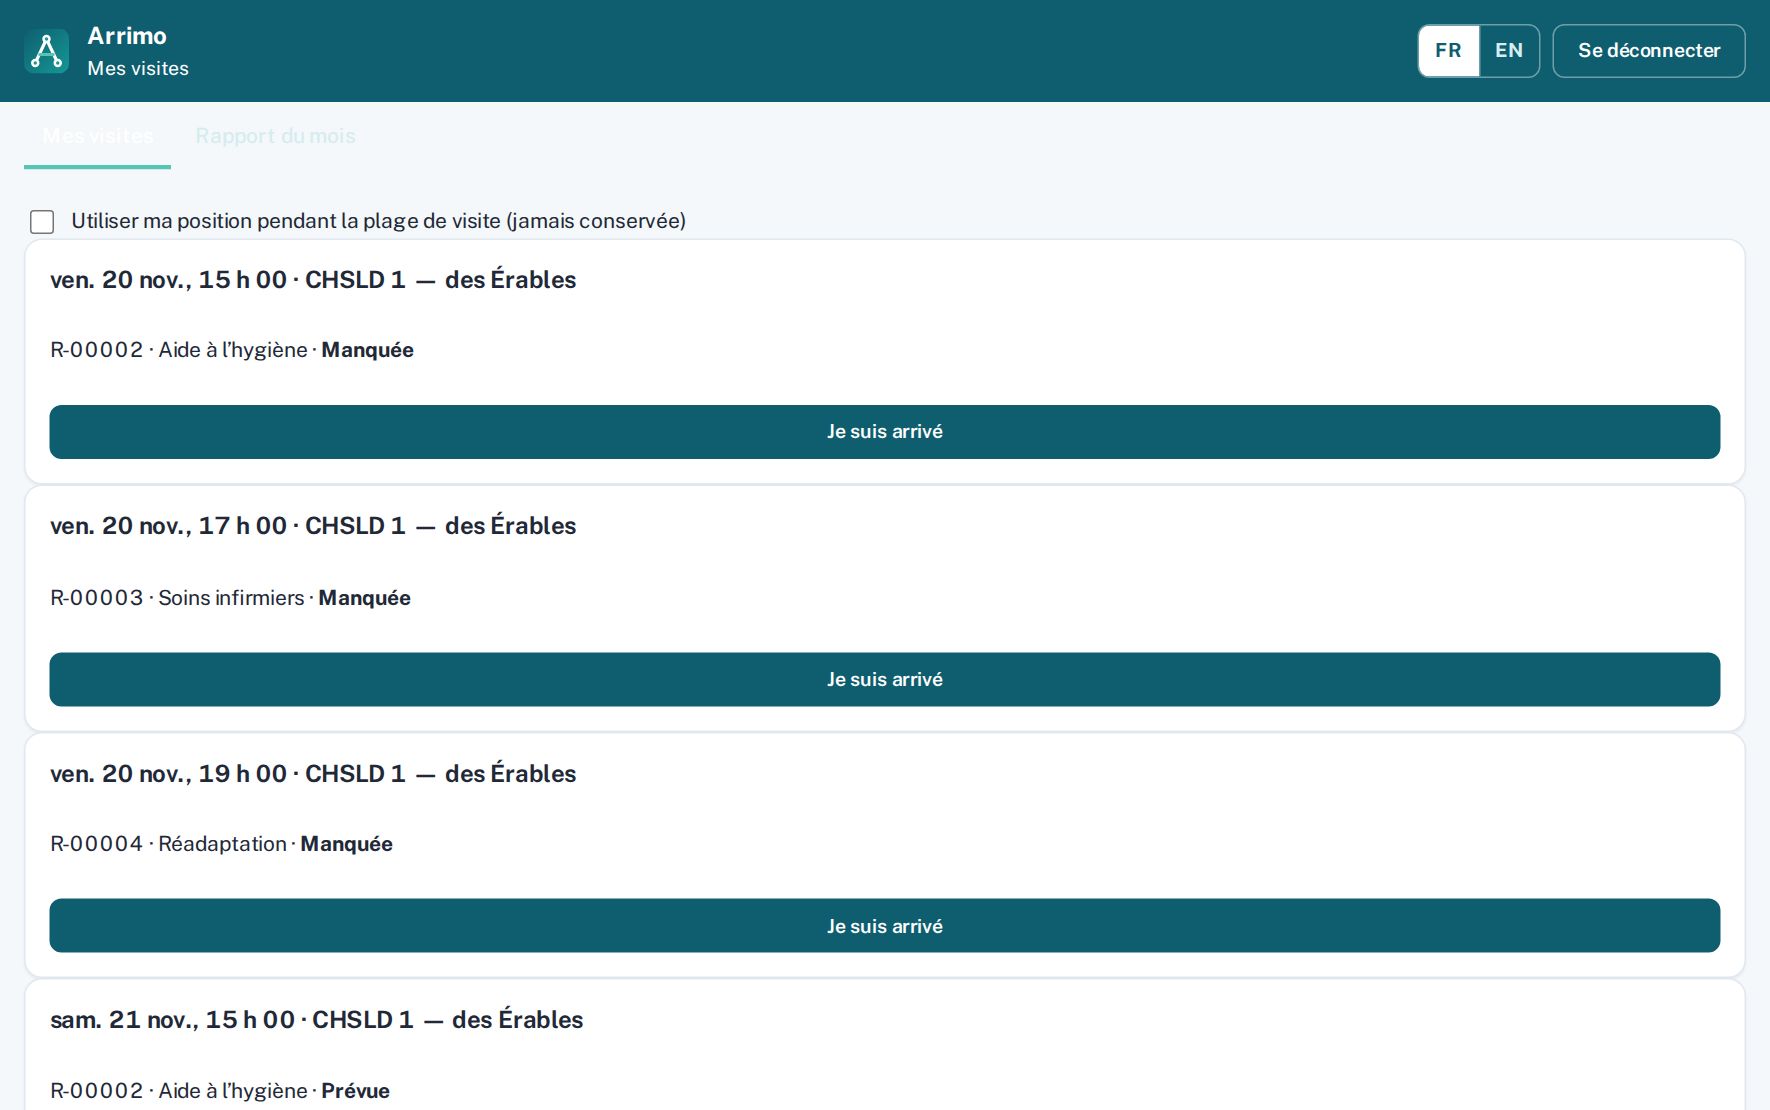 Arrimo
Mes visites
FR EN
Se déconnecter
Mes visites
Rapport du mois
Utiliser ma position pendant la plage de visite (jamais conservée)
ven. 20 nov., 15 h 00 · CHSLD 1 — des Érables
R-00002 · Aide à l’hygiène · Manquée
Je suis arrivé
ven. 20 nov., 17 h 00 · CHSLD 1 — des Érables
R-00003 · Soins infirmiers · Manquée
Je suis arrivé
ven. 20 nov., 19 h 00 · CHSLD 1 — des Érables
R-00004 · Réadaptation · Manquée
Je suis arrivé
sam. 21 nov., 15 h 00 · CHSLD 1 — des Érables
R-00002 · Aide à l’hygiène · Prévue